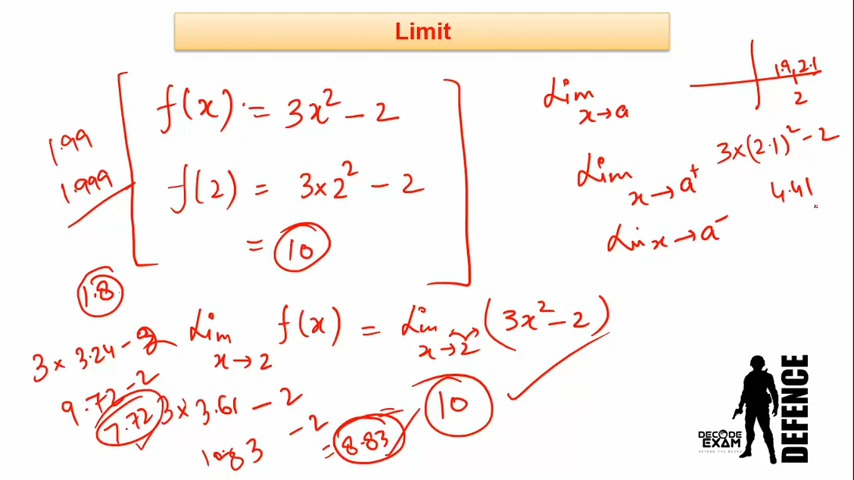 Limit
f(x) = 3x² - 2
f(2) = 3×2² - 2
= 10
1.99
1.999
1.8
Lim x→a
1.9, 2.1
2
Lim x→a⁺
3×(2.1)² - 2
4.41
Lim x→a⁻
Lim x→2 f(x) = Lim x→2 (3x² - 2)
= 10
3 × 3.24 - 2
9.72 - 2
7.72
3 × 3.61 - 2
10.83 - 2
= 8.83
DECODE EXAM
DEFENCE